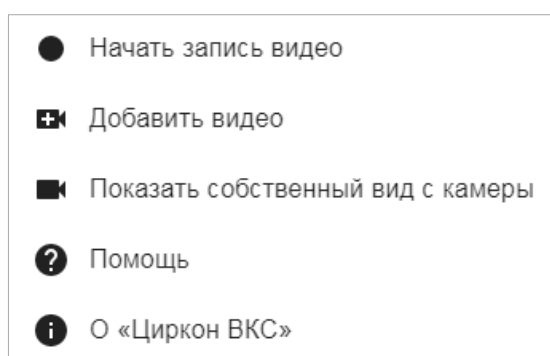 Начать запись видео
Добавить видео
Показать собственный вид с камеры
Помощь
О «Циркон ВКС»